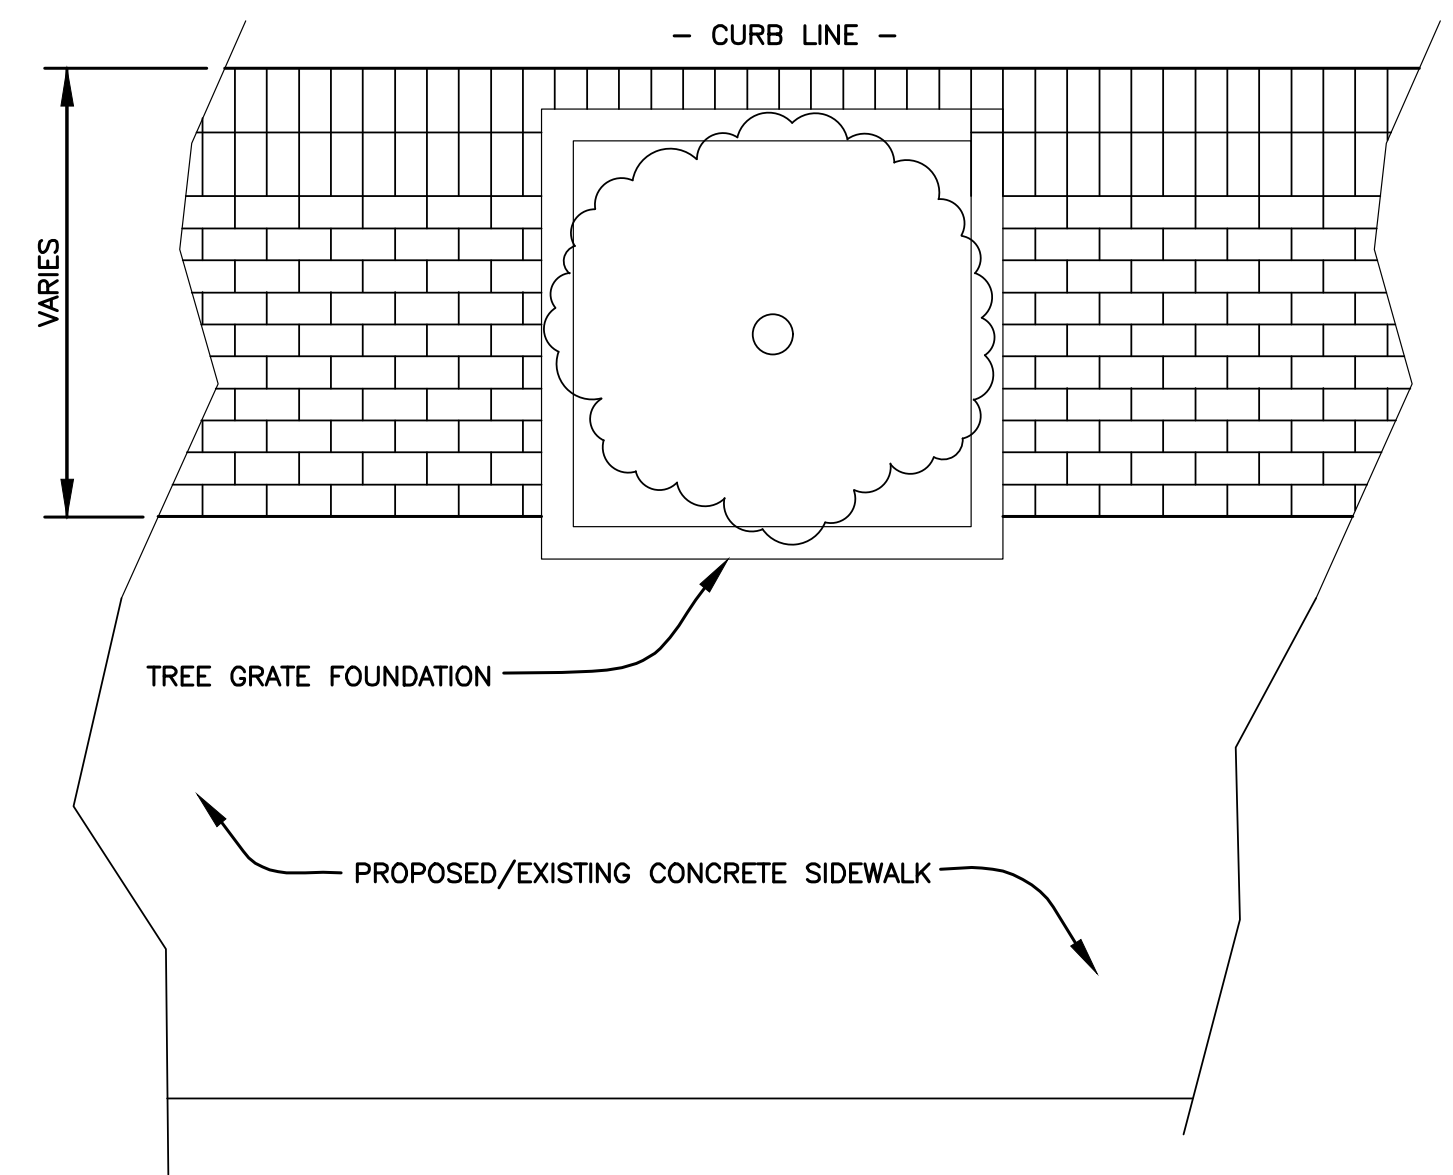 - CURB LINE -
VARIES
TREE GRATE FOUNDATION
PROPOSED/EXISTING CONCRETE SIDEWALK